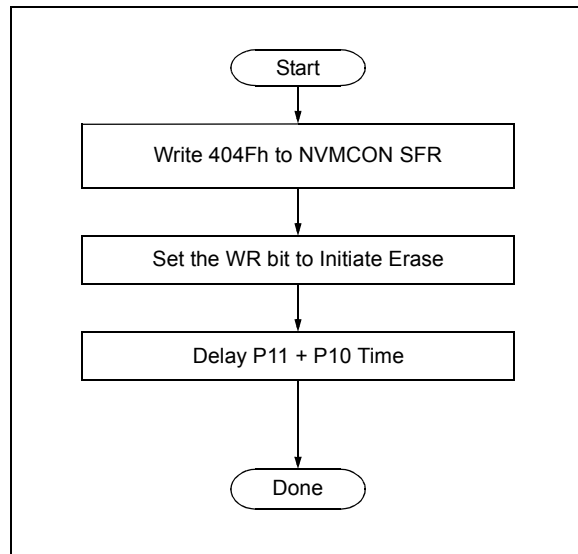 Start
Write 404Fh to NVMCON SFR
Set the WR bit to Initiate Erase
Delay P11 + P10 Time
Done